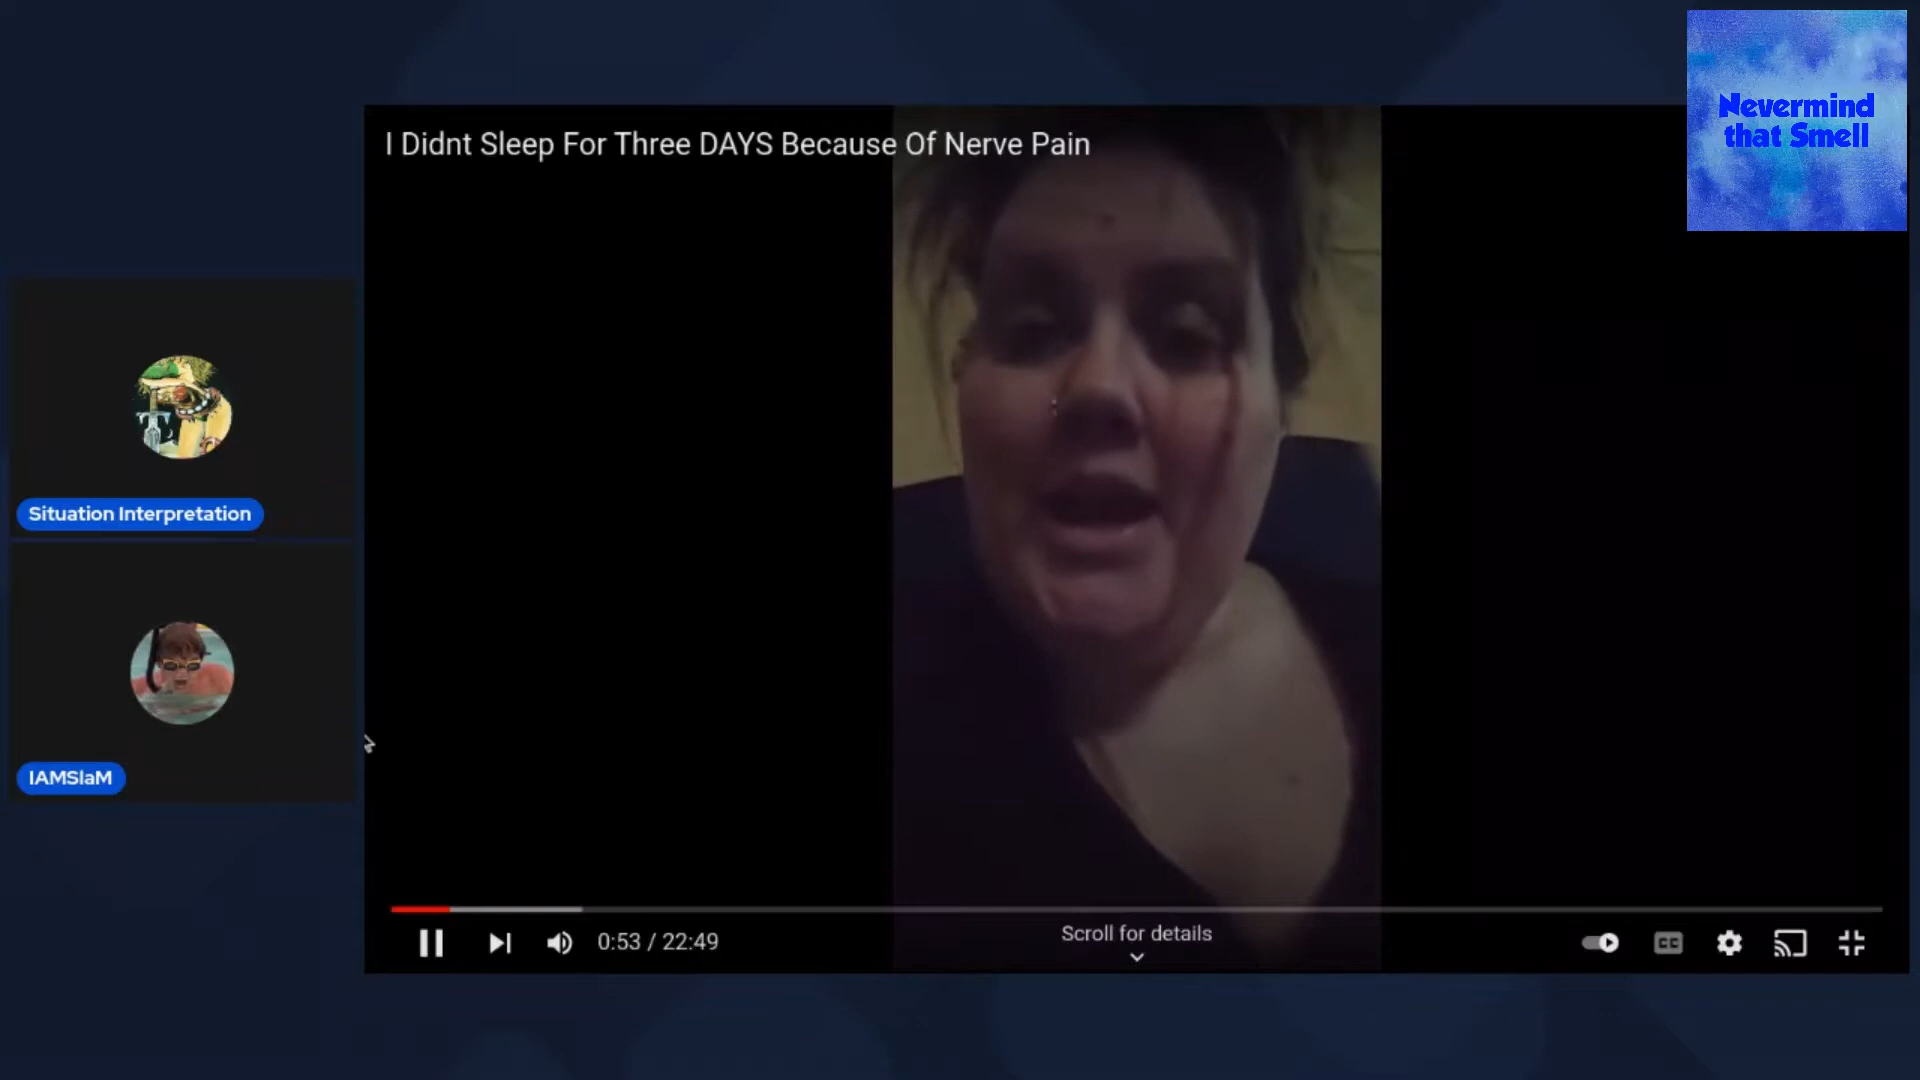 Nevermind
that Smell
I Didnt Sleep For Three DAYS Because Of Nerve Pain
Situation Interpretation
IAMSlaM
0:53 / 22:49
Scroll for details
CC